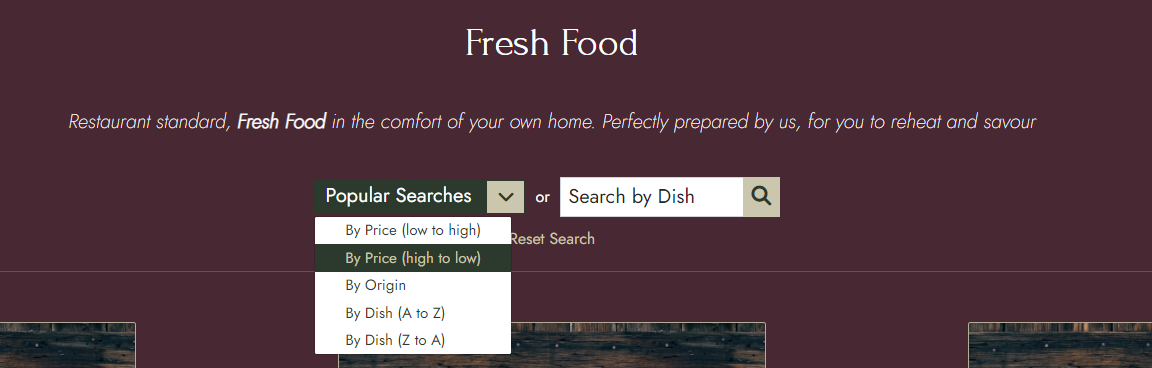 Fresh Food
Restaurant standard, Fresh Food in the comfort of your own home. Perfectly prepared by us, for you to reheat and savour
Popular Searches or Search by Dish
Reset Search
By Price (low to high)
By Price (high to low)
By Origin
By Dish (A to Z)
By Dish (Z to A)